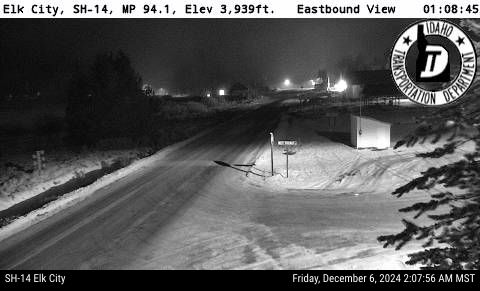 Elk City, SH-14, MP 94.1, Elev 3,939ft. Eastbound View 01:08:45
IDAHO
TRANSPORTATION DEPARTMENT
SH-14 Elk City Friday, December 6, 2024 2:07:56 AM MST